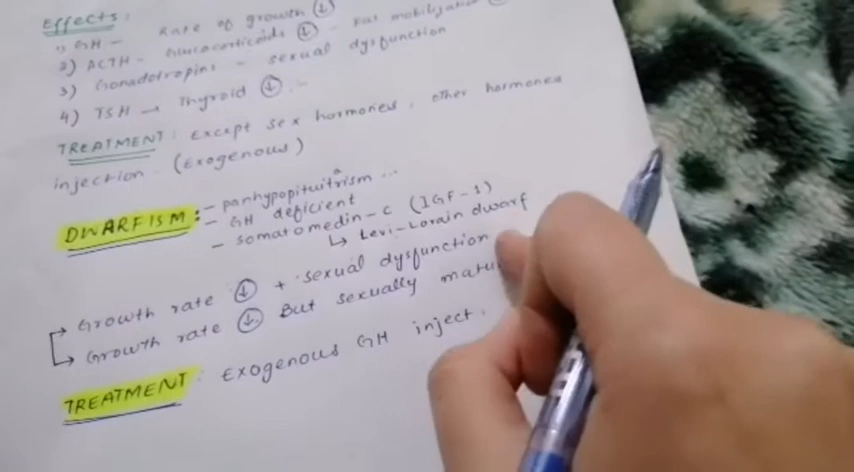 Effects:
1) GH - Rate of growth ↓
2) ACTH - Glucocorticoids ↓ - Fat mobilization
3) Gonadotropins - sexual dysfunction
4) TSH → Thyroid ↓.
TREATMENT: Except sex hormones, other hormones
injection. (Exogenous)
DWARFISM: - panhypopituitarism ...
- GH deficient
- somatomedin-C (IGF-1)
↳ Levi-Lorain dwarf
→ Growth rate ↓ + sexual dysfunction
→ Growth rate ↓ But sexually
TREATMENT: Exogenous GH inject.